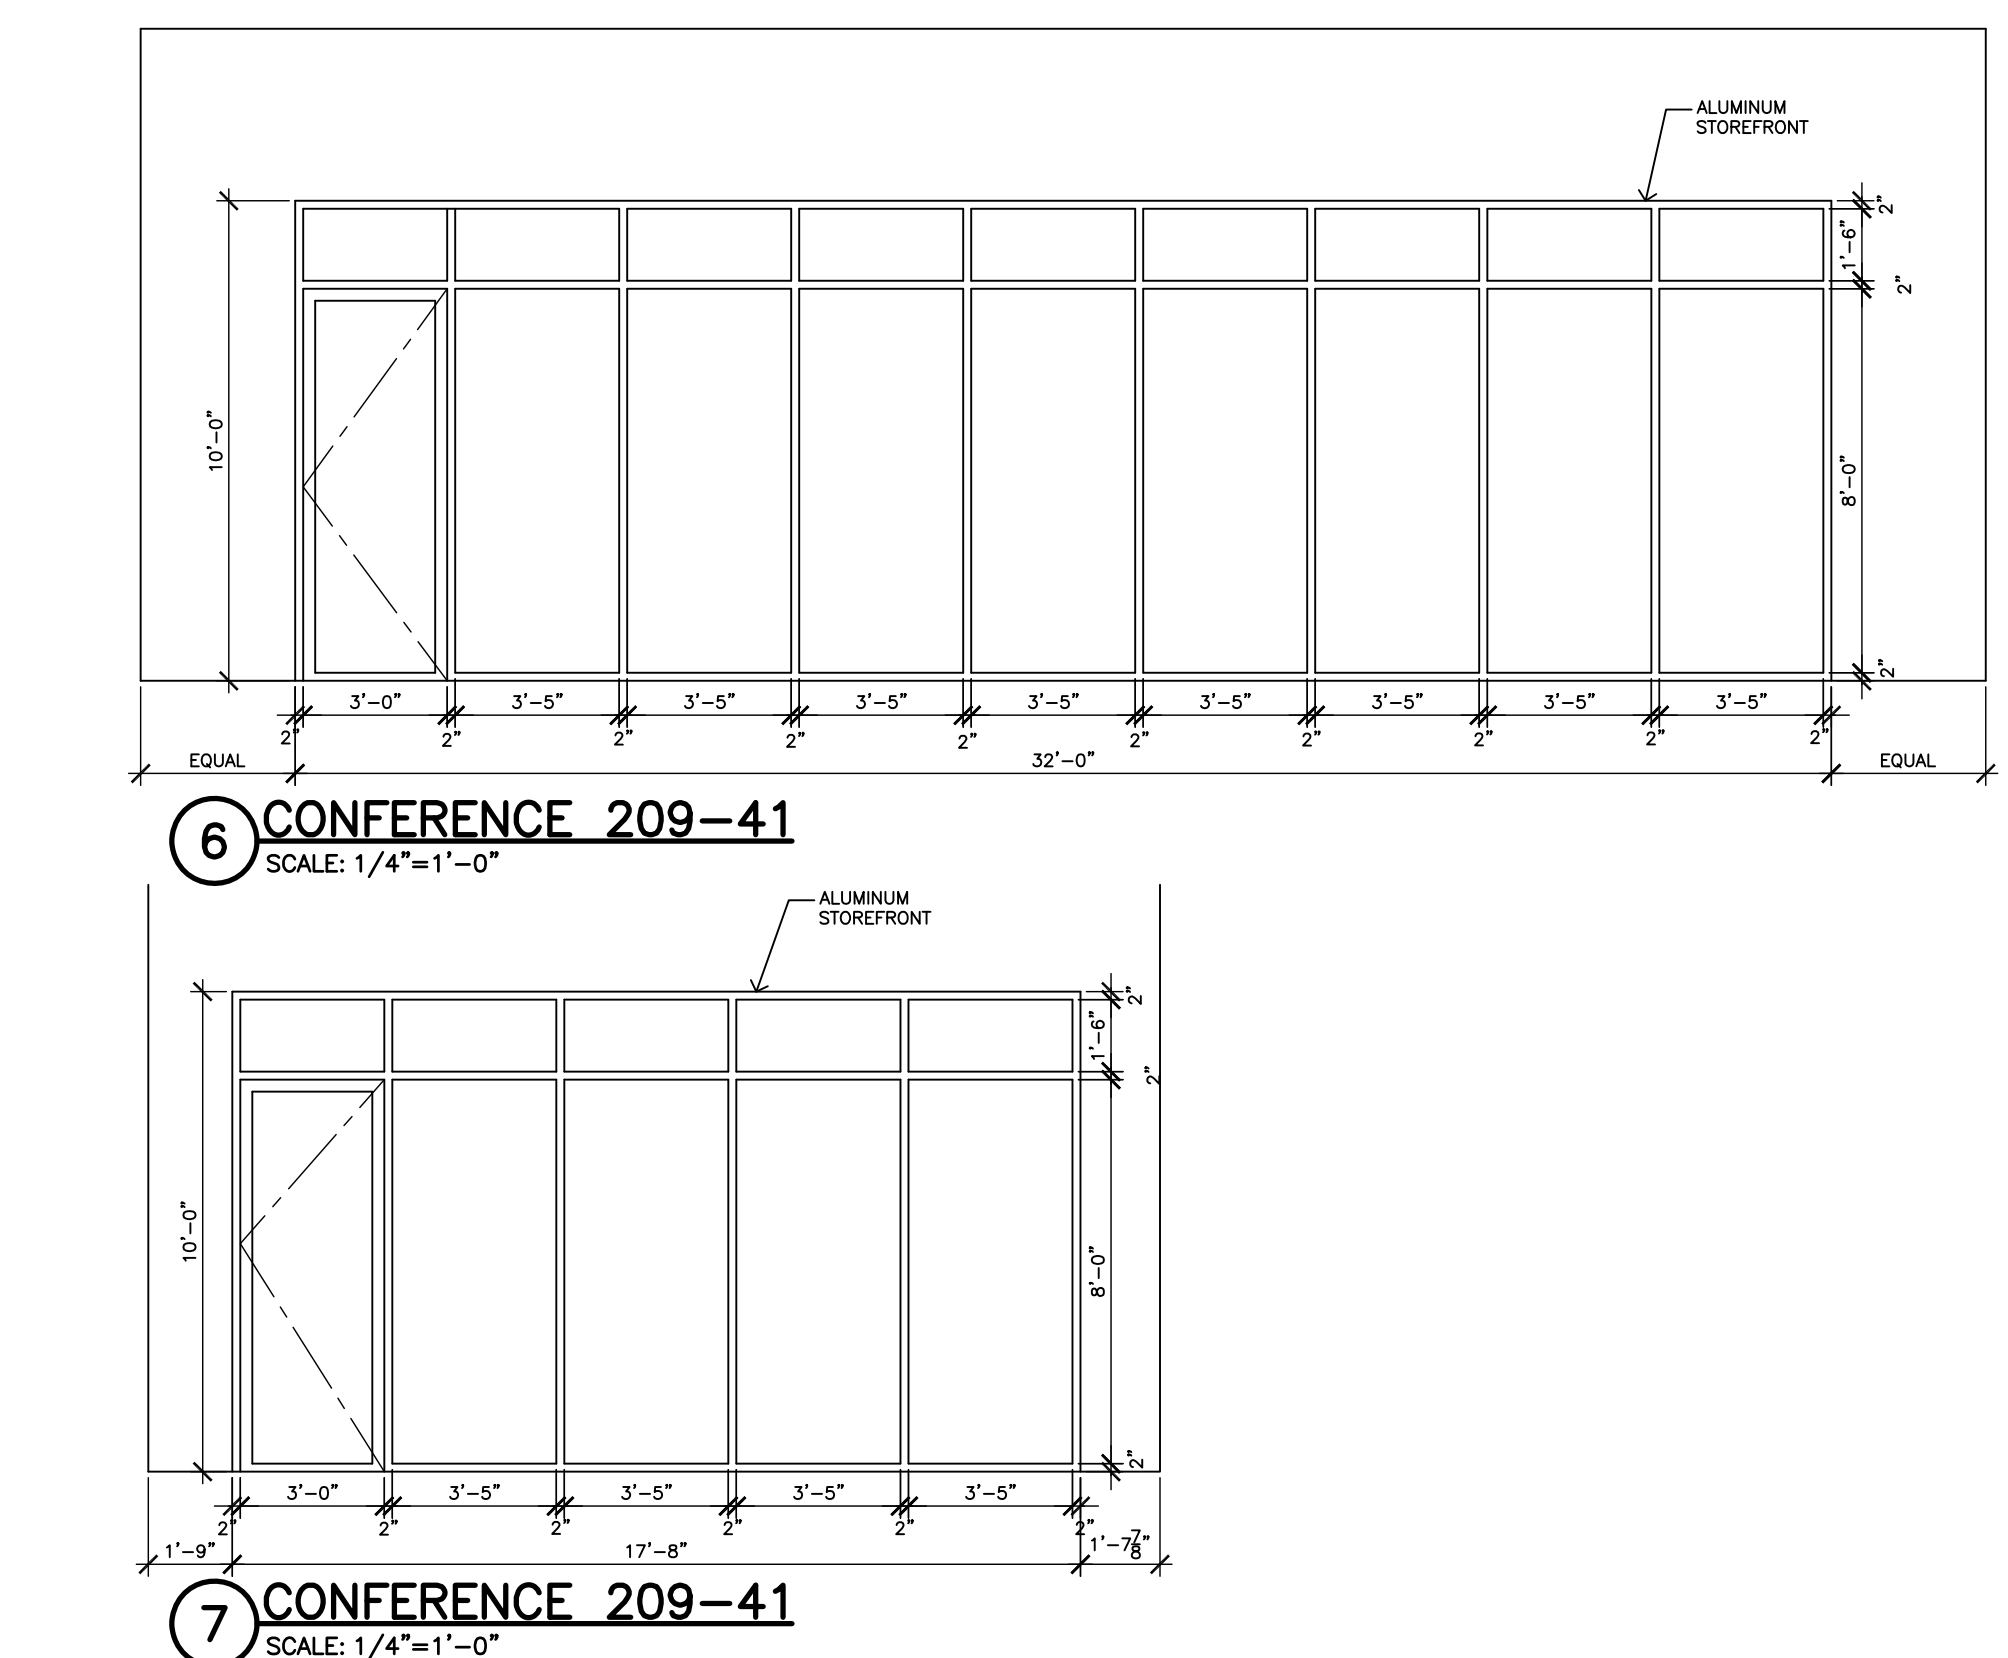 ALUMINUM
STOREFRONT
2"
1'-6"
2"
10'-0"
8'-0"
2"
3'-0" 3'-5" 3'-5" 3'-5" 3'-5" 3'-5" 3'-5" 3'-5" 3'-5"
2" 2" 2" 2" 2" 2" 2" 2" 2" 2"
EQUAL 32'-0" EQUAL
6 CONFERENCE 209-41
SCALE: 1/4"=1'-0"
ALUMINUM
STOREFRONT
2"
1'-6"
2"
10'-0"
8'-0"
2"
3'-0" 3'-5" 3'-5" 3'-5" 3'-5"
2" 2" 2" 2" 2" 2"
1'-9" 17'-8" 1'-7 7/8"
7 CONFERENCE 209-41
SCALE: 1/4"=1'-0"